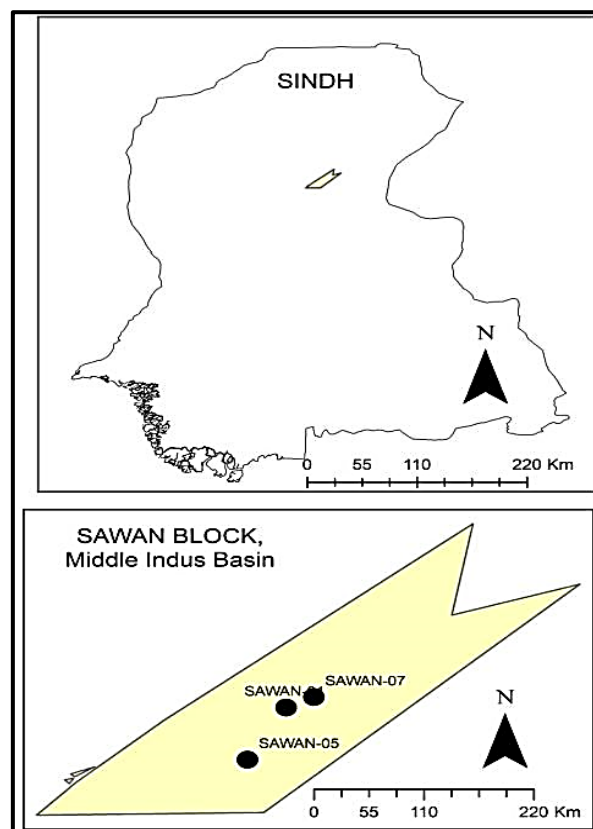 SINDH
N
0 55 110 220 Km
SAWAN BLOCK,
Middle Indus Basin
SAWAN-07
SAWAN-
SAWAN-05
N
0 55 110 220 Km